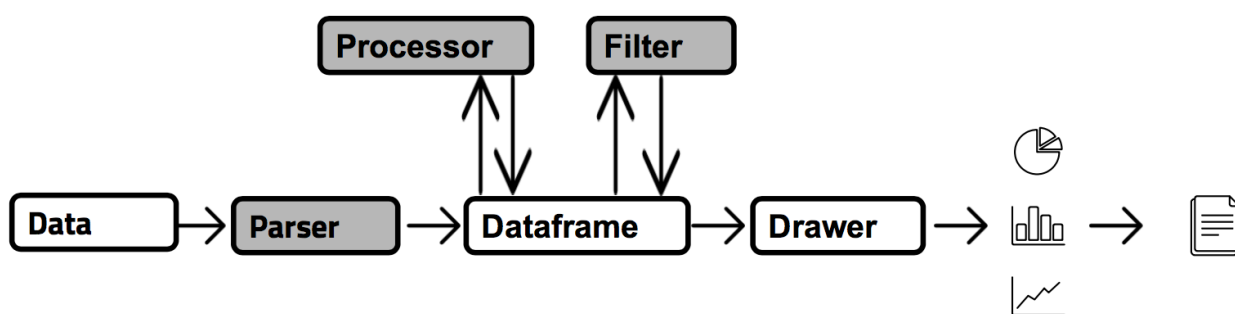 Processor
Filter
Data
Parser
Dataframe
Drawer